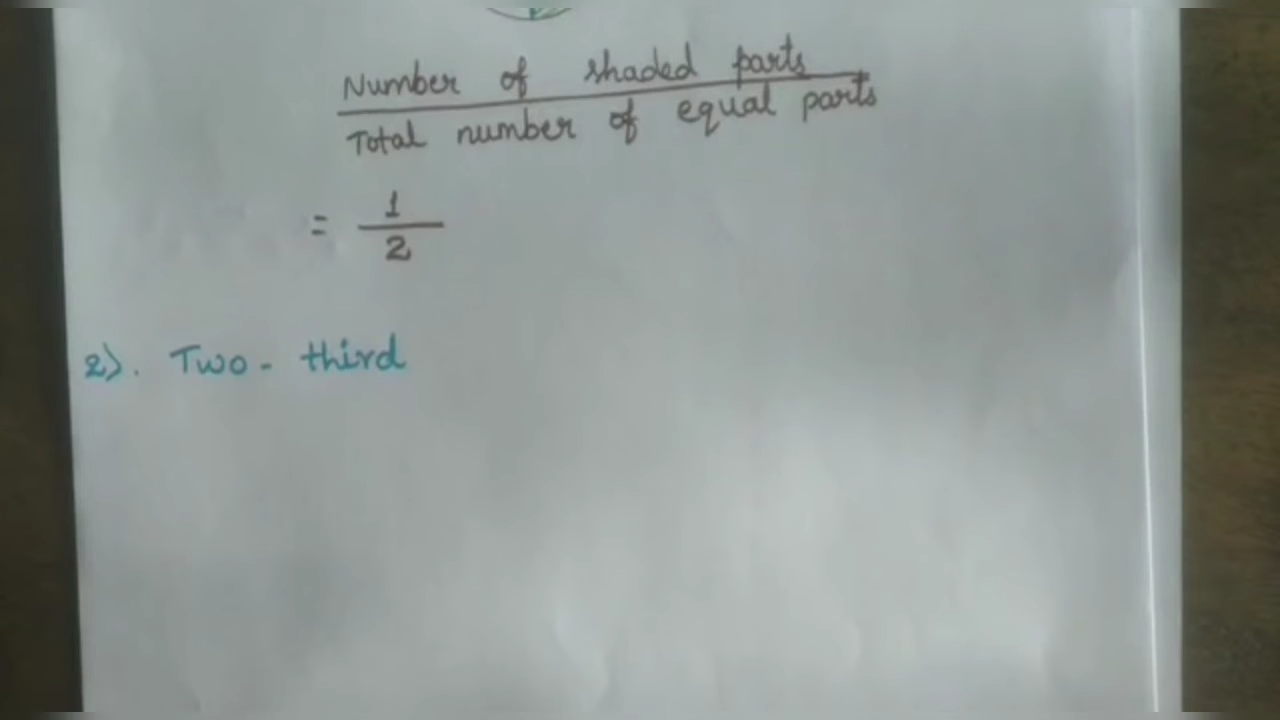 Number of shaded parts
Total number of equal parts
= 1
2
2). Two - third